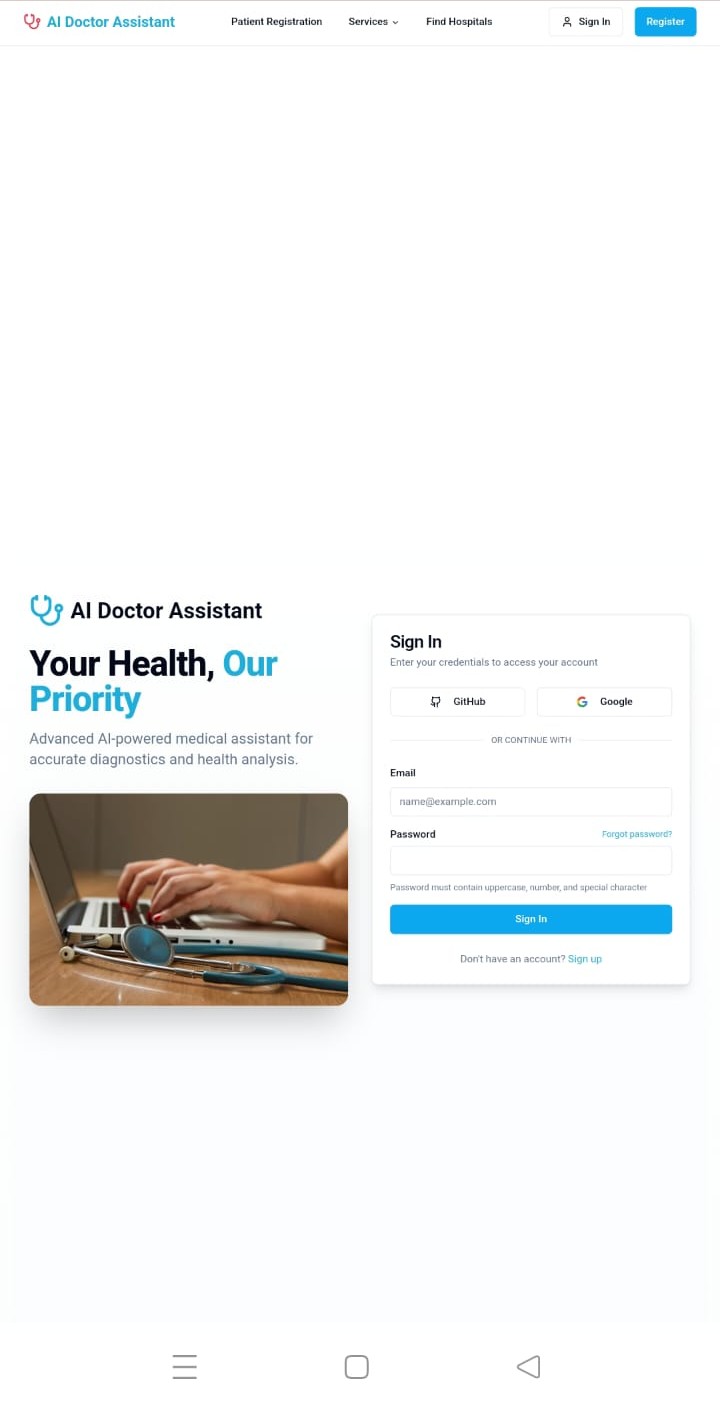 AI Doctor Assistant
Patient Registration
Services
Find Hospitals
Sign In
Register
AI Doctor Assistant
Your Health, Our
Priority
Advanced AI-powered medical assistant for
accurate diagnostics and health analysis.
Sign In
Enter your credentials to access your account
GitHub
Google
OR CONTINUE WITH
Email
name@example.com
Password
Forgot password?
Password must contain uppercase, number, and special character
Sign In
Don't have an account? Sign up